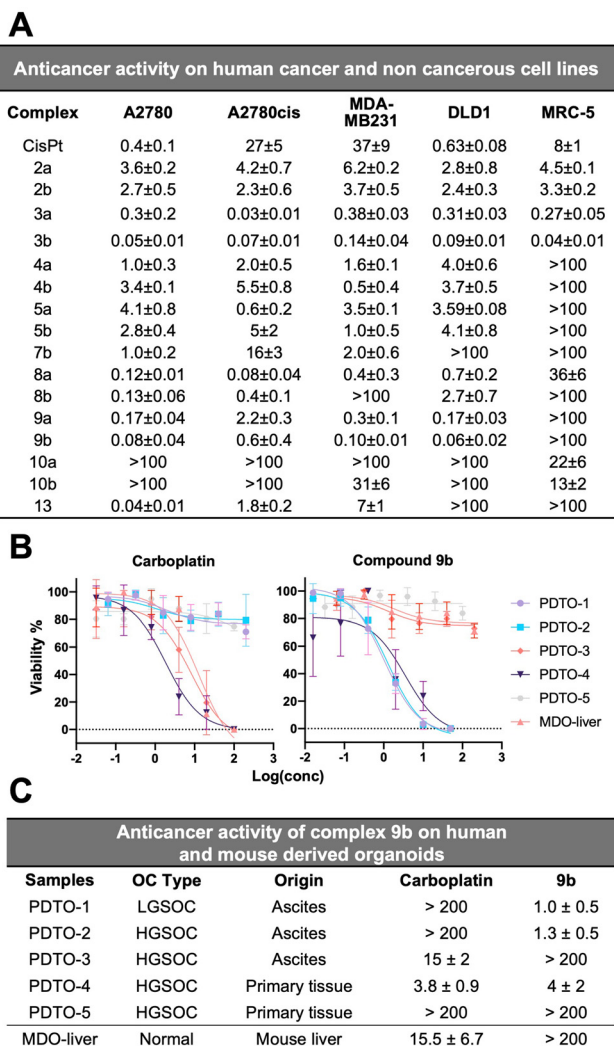 A
Anticancer activity on human cancer and non cancerous cell lines
Complex A2780 A2780cis MDA-MB231 DLD1 MRC-5
CisPt 0.4±0.1 27±5 37±9 0.63±0.08 8±1
2a 3.6±0.2 4.2±0.7 6.2±0.2 2.8±0.8 4.5±0.1
2b 2.7±0.5 2.3±0.6 3.7±0.5 2.4±0.3 3.3±0.2
3a 0.3±0.2 0.03±0.01 0.38±0.03 0.31±0.03 0.27±0.05
3b 0.05±0.01 0.07±0.01 0.14±0.04 0.09±0.01 0.04±0.01
4a 1.0±0.3 2.0±0.5 1.6±0.1 4.0±0.6 >100
4b 3.4±0.1 5.5±0.8 0.5±0.4 3.7±0.5 >100
5a 4.1±0.8 0.6±0.2 3.5±0.1 3.59±0.08 >100
5b 2.8±0.4 5±2 1.0±0.5 4.1±0.8 >100
7b 1.0±0.2 16±3 2.0±0.6 >100 >100
8a 0.12±0.01 0.08±0.04 0.4±0.3 0.7±0.2 36±6
8b 0.13±0.06 0.4±0.1 >100 2.7±0.7 >100
9a 0.17±0.04 2.2±0.3 0.3±0.1 0.17±0.03 >100
9b 0.08±0.04 0.6±0.4 0.10±0.01 0.06±0.02 >100
10a >100 >100 >100 >100 22±6
10b >100 >100 31±6 >100 13±2
13 0.04±0.01 1.8±0.2 7±1 >100 >100
B
Carboplatin
Viability %
100
80
60
40
20
0
-2 -1 0 1 2 3
Compound 9b
100
80
60
40
20
0
-2 -1 0 1 2 3
Log(conc)
PDTO-1
PDTO-2
PDTO-3
PDTO-4
PDTO-5
MDO-liver
C
Anticancer activity of complex 9b on human
and mouse derived organoids
Samples OC Type Origin Carboplatin 9b
PDTO-1 LGSOC Ascites > 200 1.0 ± 0.5
PDTO-2 HGSOC Ascites > 200 1.3 ± 0.5
PDTO-3 HGSOC Ascites 15 ± 2 > 200
PDTO-4 HGSOC Primary tissue 3.8 ± 0.9 4 ± 2
PDTO-5 HGSOC Primary tissue > 200 > 200
MDO-liver Normal Mouse liver 15.5 ± 6.7 > 200